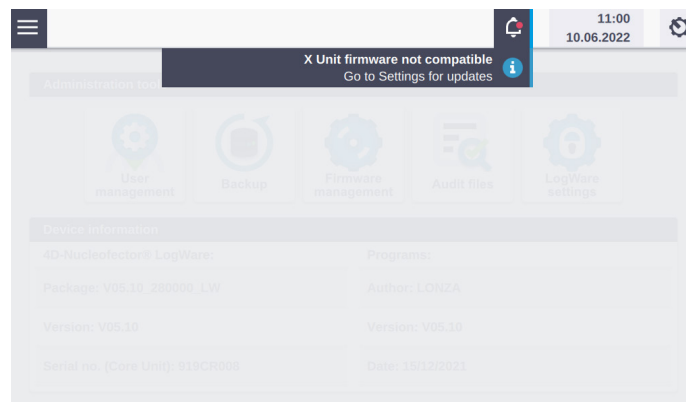 11:00
10.06.2022
X Unit firmware not compatible
Go to Settings for updates
Administration tool
User
management
Backup
Firmware
management
Audit files
LogWare
settings
Device information
4D-Nucleofector® LogWare:
Programs:
Package: V05.10_280000_LW
Author: LONZA
Version: V05.10
Version: V05.10
Serial no. (Core Unit): 919CR008
Date: 15/12/2021